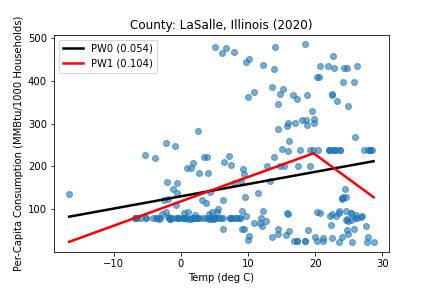 County: LaSalle, Illinois (2020)
Per-Capita Consumption (MMBtu/1000 Households)
500
400
300
200
100
PW0 (0.054)
PW1 (0.104)
−10
0
10
20
30
Temp (deg C)